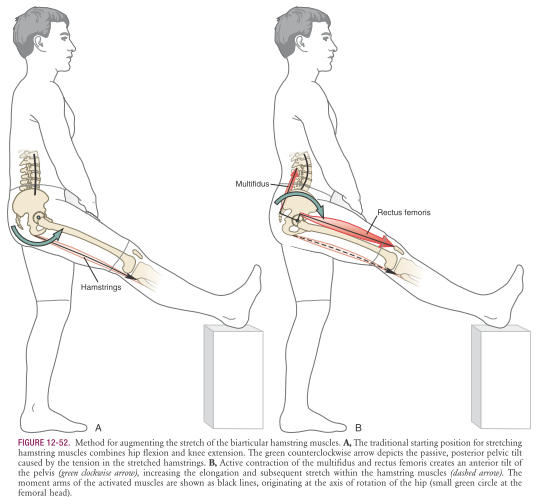 Multifidus
Rectus femoris
Hamstrings
A
B
FIGURE 12-52. Method for augmenting the stretch of the biarticular hamstring muscles. A, The traditional starting position for stretching
hamstring muscles combines hip flexion and knee extension. The green counterclockwise arrow depicts the passive, posterior pelvic tilt
caused by the tension in the stretched hamstrings. B, Active contraction of the multifidus and rectus femoris creates an anterior tilt of
the pelvis (green clockwise arrow), increasing the elongation and subsequent stretch within the hamstring muscles (dashed arrow). The
moment arms of the activated muscles are shown as black lines, originating at the axis of rotation of the hip (small green circle at the
femoral head).